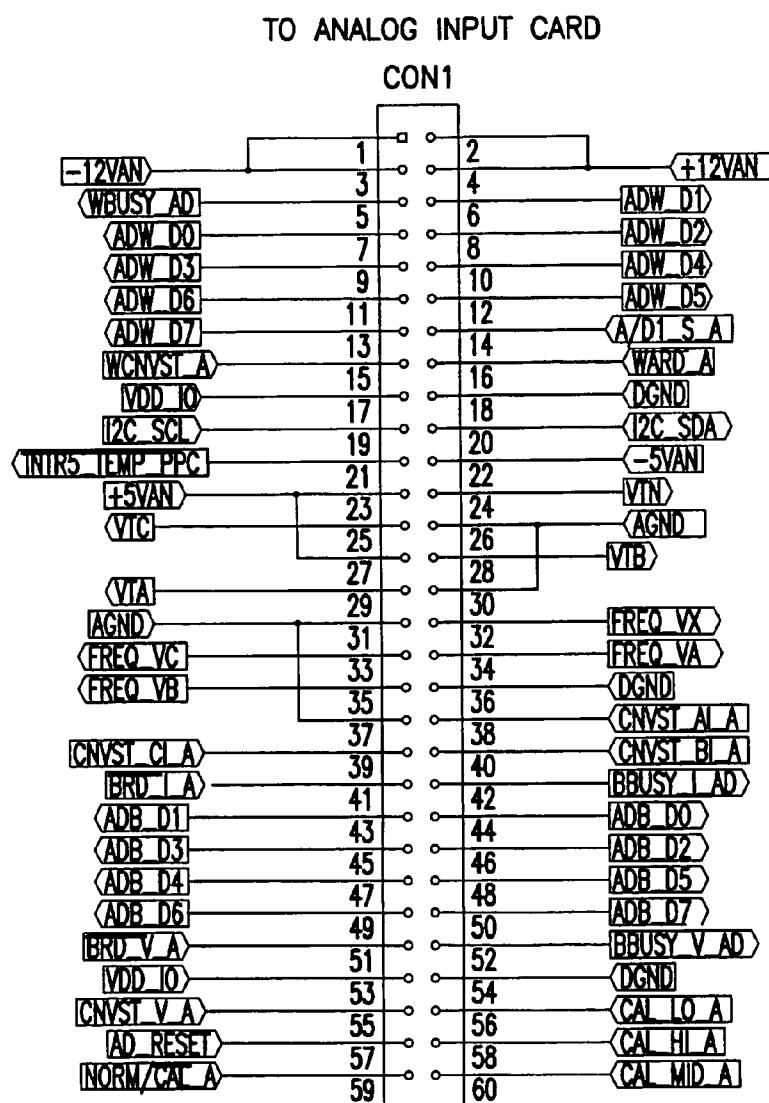 TO ANALOG INPUT CARD
CON1
1 2
-12VAN +12VAN
3 4
WBUSY_AD ADW_D1
5 6
ADW_D0 ADW_D2
7 8
ADW_D3 ADW_D4
9 10
ADW_D6 ADW_D5
11 12
ADW_D7 A/D1_S_A
13 14
WCNVST_A WARD_A
15 16
VDD_IO DGND
17 18
I2C_SCL I2C_SDA
19 20
INTR5_TEMP_PPC -5VAN
21 22
+5VAN VTN
23 24
VTC AGND
25 26
VTB
27 28
VTA
29 30
AGND FREQ_VX
31 32
FREQ_VC FREQ_VA
33 34
FREQ_VB DGND
35 36
CNVST_AI_A
37 38
CNVST_CI_A CNVST_BI_A
39 40
BRD_I_A BBUSY_I_AD
41 42
ADB_D1 ADB_D0
43 44
ADB_D3 ADB_D2
45 46
ADB_D4 ADB_D5
47 48
ADB_D6 ADB_D7
49 50
BRD_V_A BBUSY_V_AD
51 52
VDD_IO DGND
53 54
CNVST_V_A CAL_LO_A
55 56
AD_RESET CAL_HI_A
57 58
NORM/CAL_A CAL_MID_A
59 60